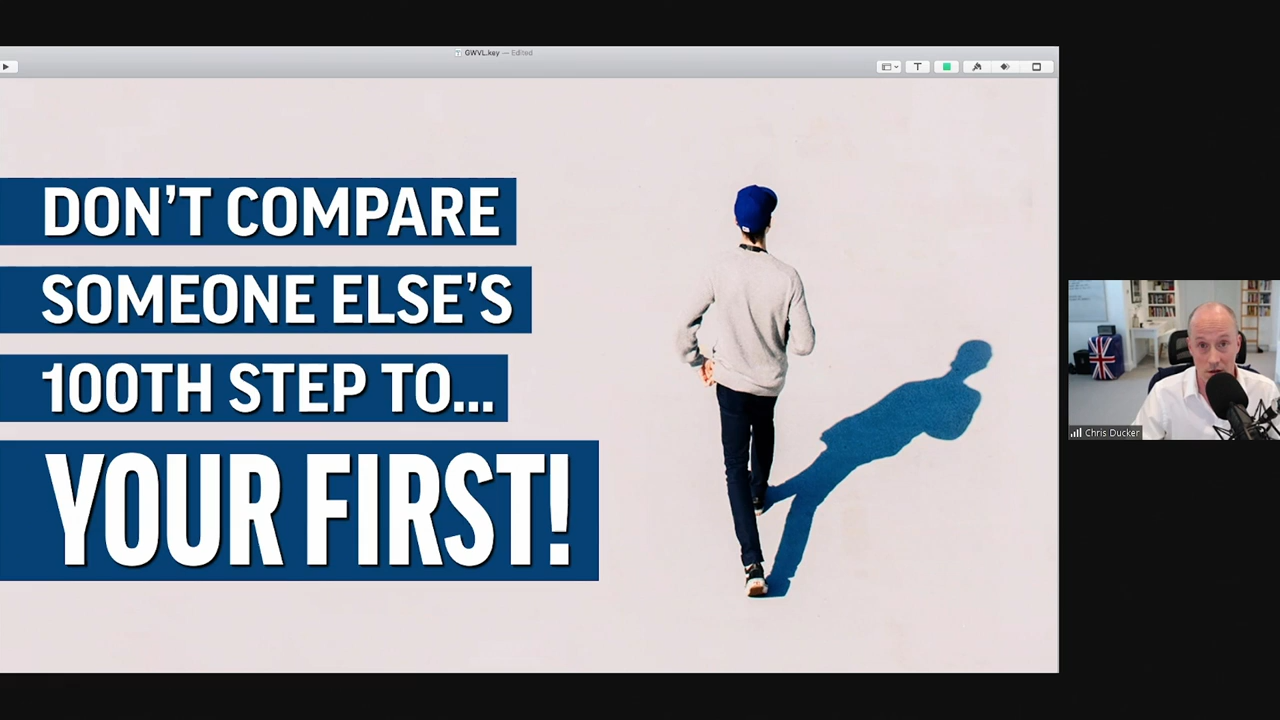 GWVL.key — Edited
DON'T COMPARE
SOMEONE ELSE'S
100TH STEP TO...
YOUR FIRST!
Chris Ducker